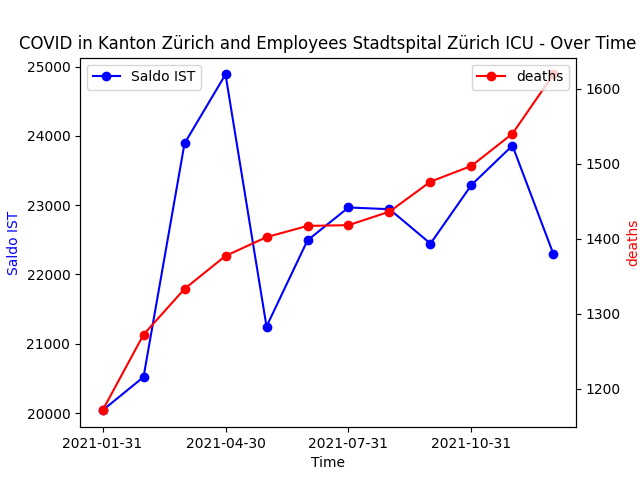 COVID in Kanton Zürich and Employees Stadtspital Zürich ICU - Over Time
Saldo IST
deaths
25000
24000
23000
22000
21000
20000
Saldo IST
1600
1500
1400
1300
1200
deaths
2021-01-31
2021-04-30
2021-07-31
2021-10-31
Time